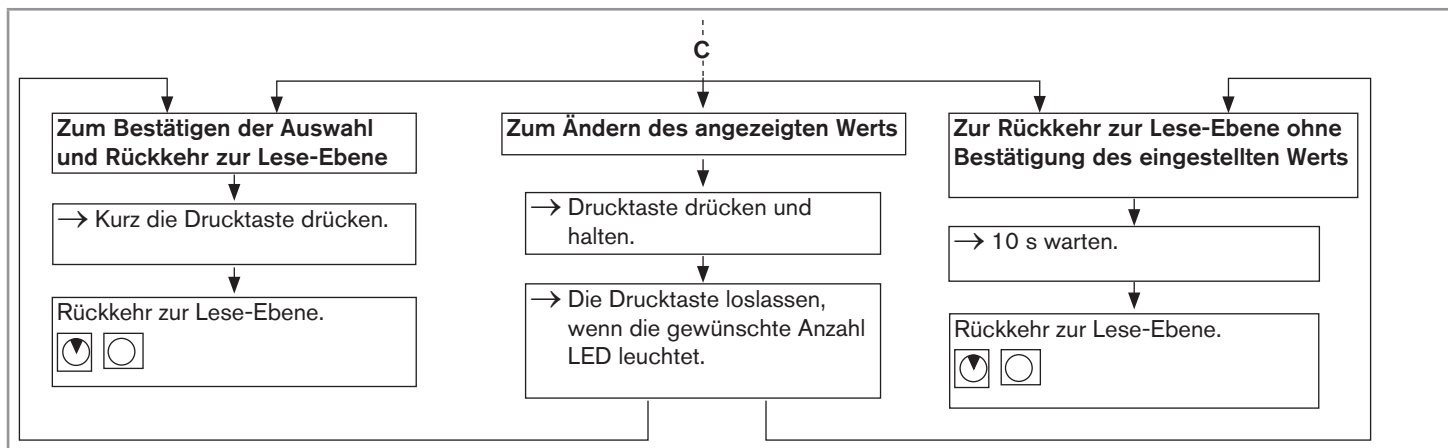 C
Zum Bestätigen der Auswahl
und Rückkehr zur Lese-Ebene
→ Kurz die Drucktaste drücken.
Rückkehr zur Lese-Ebene.
Zum Ändern des angezeigten Werts
→ Drucktaste drücken und
halten.
→ Die Drucktaste loslassen,
wenn die gewünschte Anzahl
LED leuchtet.
Zur Rückkehr zur Lese-Ebene ohne
Bestätigung des eingestellten Werts
→ 10 s warten.
Rückkehr zur Lese-Ebene.